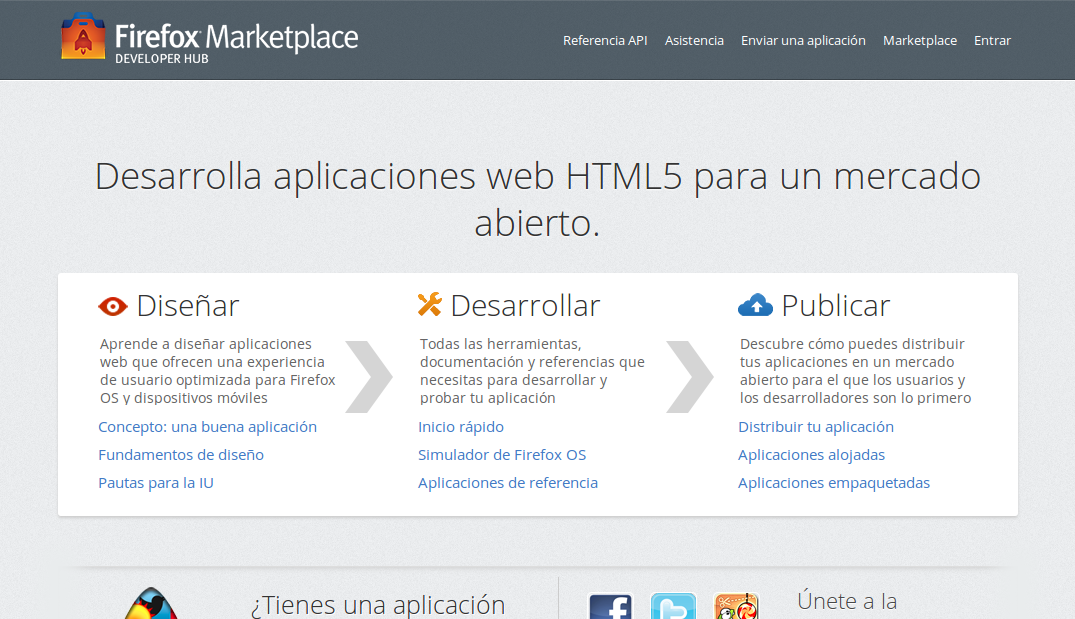 Firefox Marketplace
DEVELOPER HUB
Referencia API Asistencia Enviar una aplicación Marketplace Entrar
Desarrolla aplicaciones web HTML5 para un mercado
abierto.
Diseñar
Aprende a diseñar aplicaciones
web que ofrecen una experiencia
de usuario optimizada para Firefox
OS y dispositivos móviles
Concepto: una buena aplicación
Fundamentos de diseño
Pautas para la IU
Desarrollar
Todas las herramientas,
documentación y referencias que
necesitas para desarrollar y
probar tu aplicación
Inicio rápido
Simulador de Firefox OS
Aplicaciones de referencia
Publicar
Descubre cómo puedes distribuir
tus aplicaciones en un mercado
abierto para el que los usuarios y
los desarrolladores son lo primero
Distribuir tu aplicación
Aplicaciones alojadas
Aplicaciones empaquetadas
¿Tienes una aplicación
Únete a la